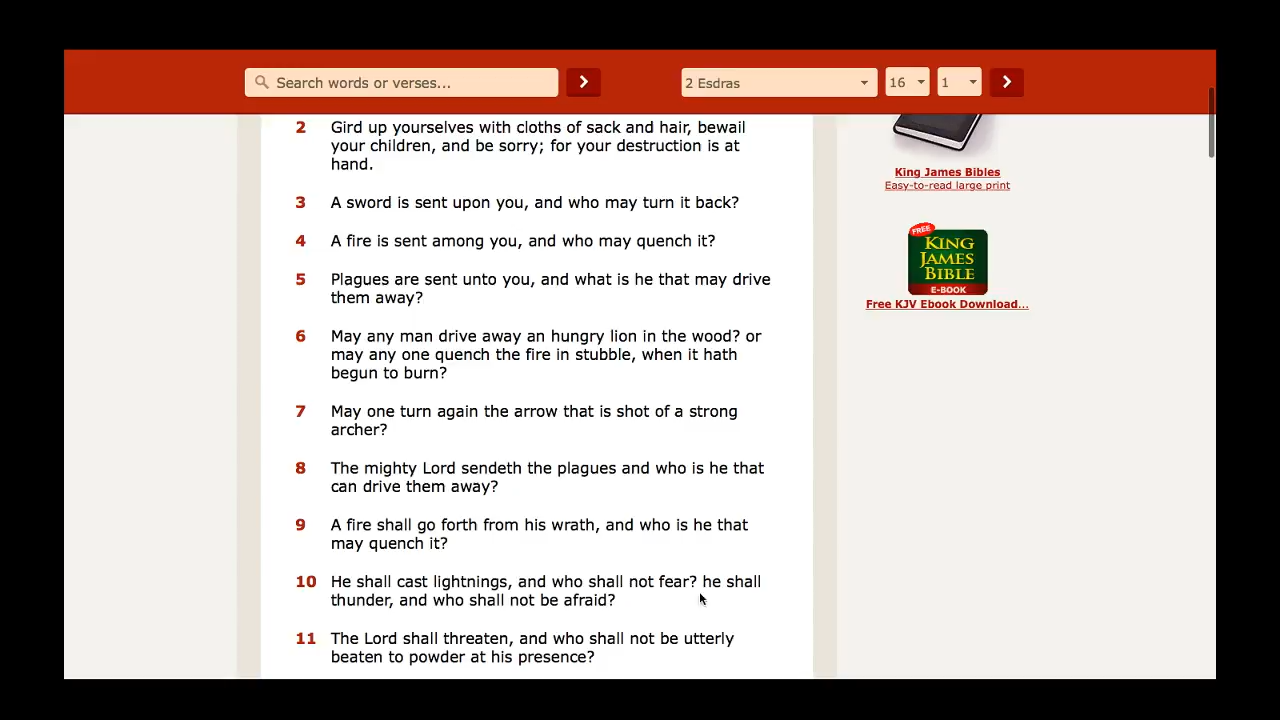 Search words or verses...
2 Esdras
16
1
2 Gird up yourselves with cloths of sack and hair, bewail
your children, and be sorry; for your destruction is at
hand.
3 A sword is sent upon you, and who may turn it back?
4 A fire is sent among you, and who may quench it?
5 Plagues are sent unto you, and what is he that may drive
them away?
6 May any man drive away an hungry lion in the wood? or
may any one quench the fire in stubble, when it hath
begun to burn?
7 May one turn again the arrow that is shot of a strong
archer?
8 The mighty Lord sendeth the plagues and who is he that
can drive them away?
9 A fire shall go forth from his wrath, and who is he that
may quench it?
10 He shall cast lightnings, and who shall not fear? he shall
thunder, and who shall not be afraid?
11 The Lord shall threaten, and who shall not be utterly
beaten to powder at his presence?
King James Bibles
Easy-to-read large print
FREE
KING
JAMES
BIBLE
E-BOOK
Free KJV Ebook Download...